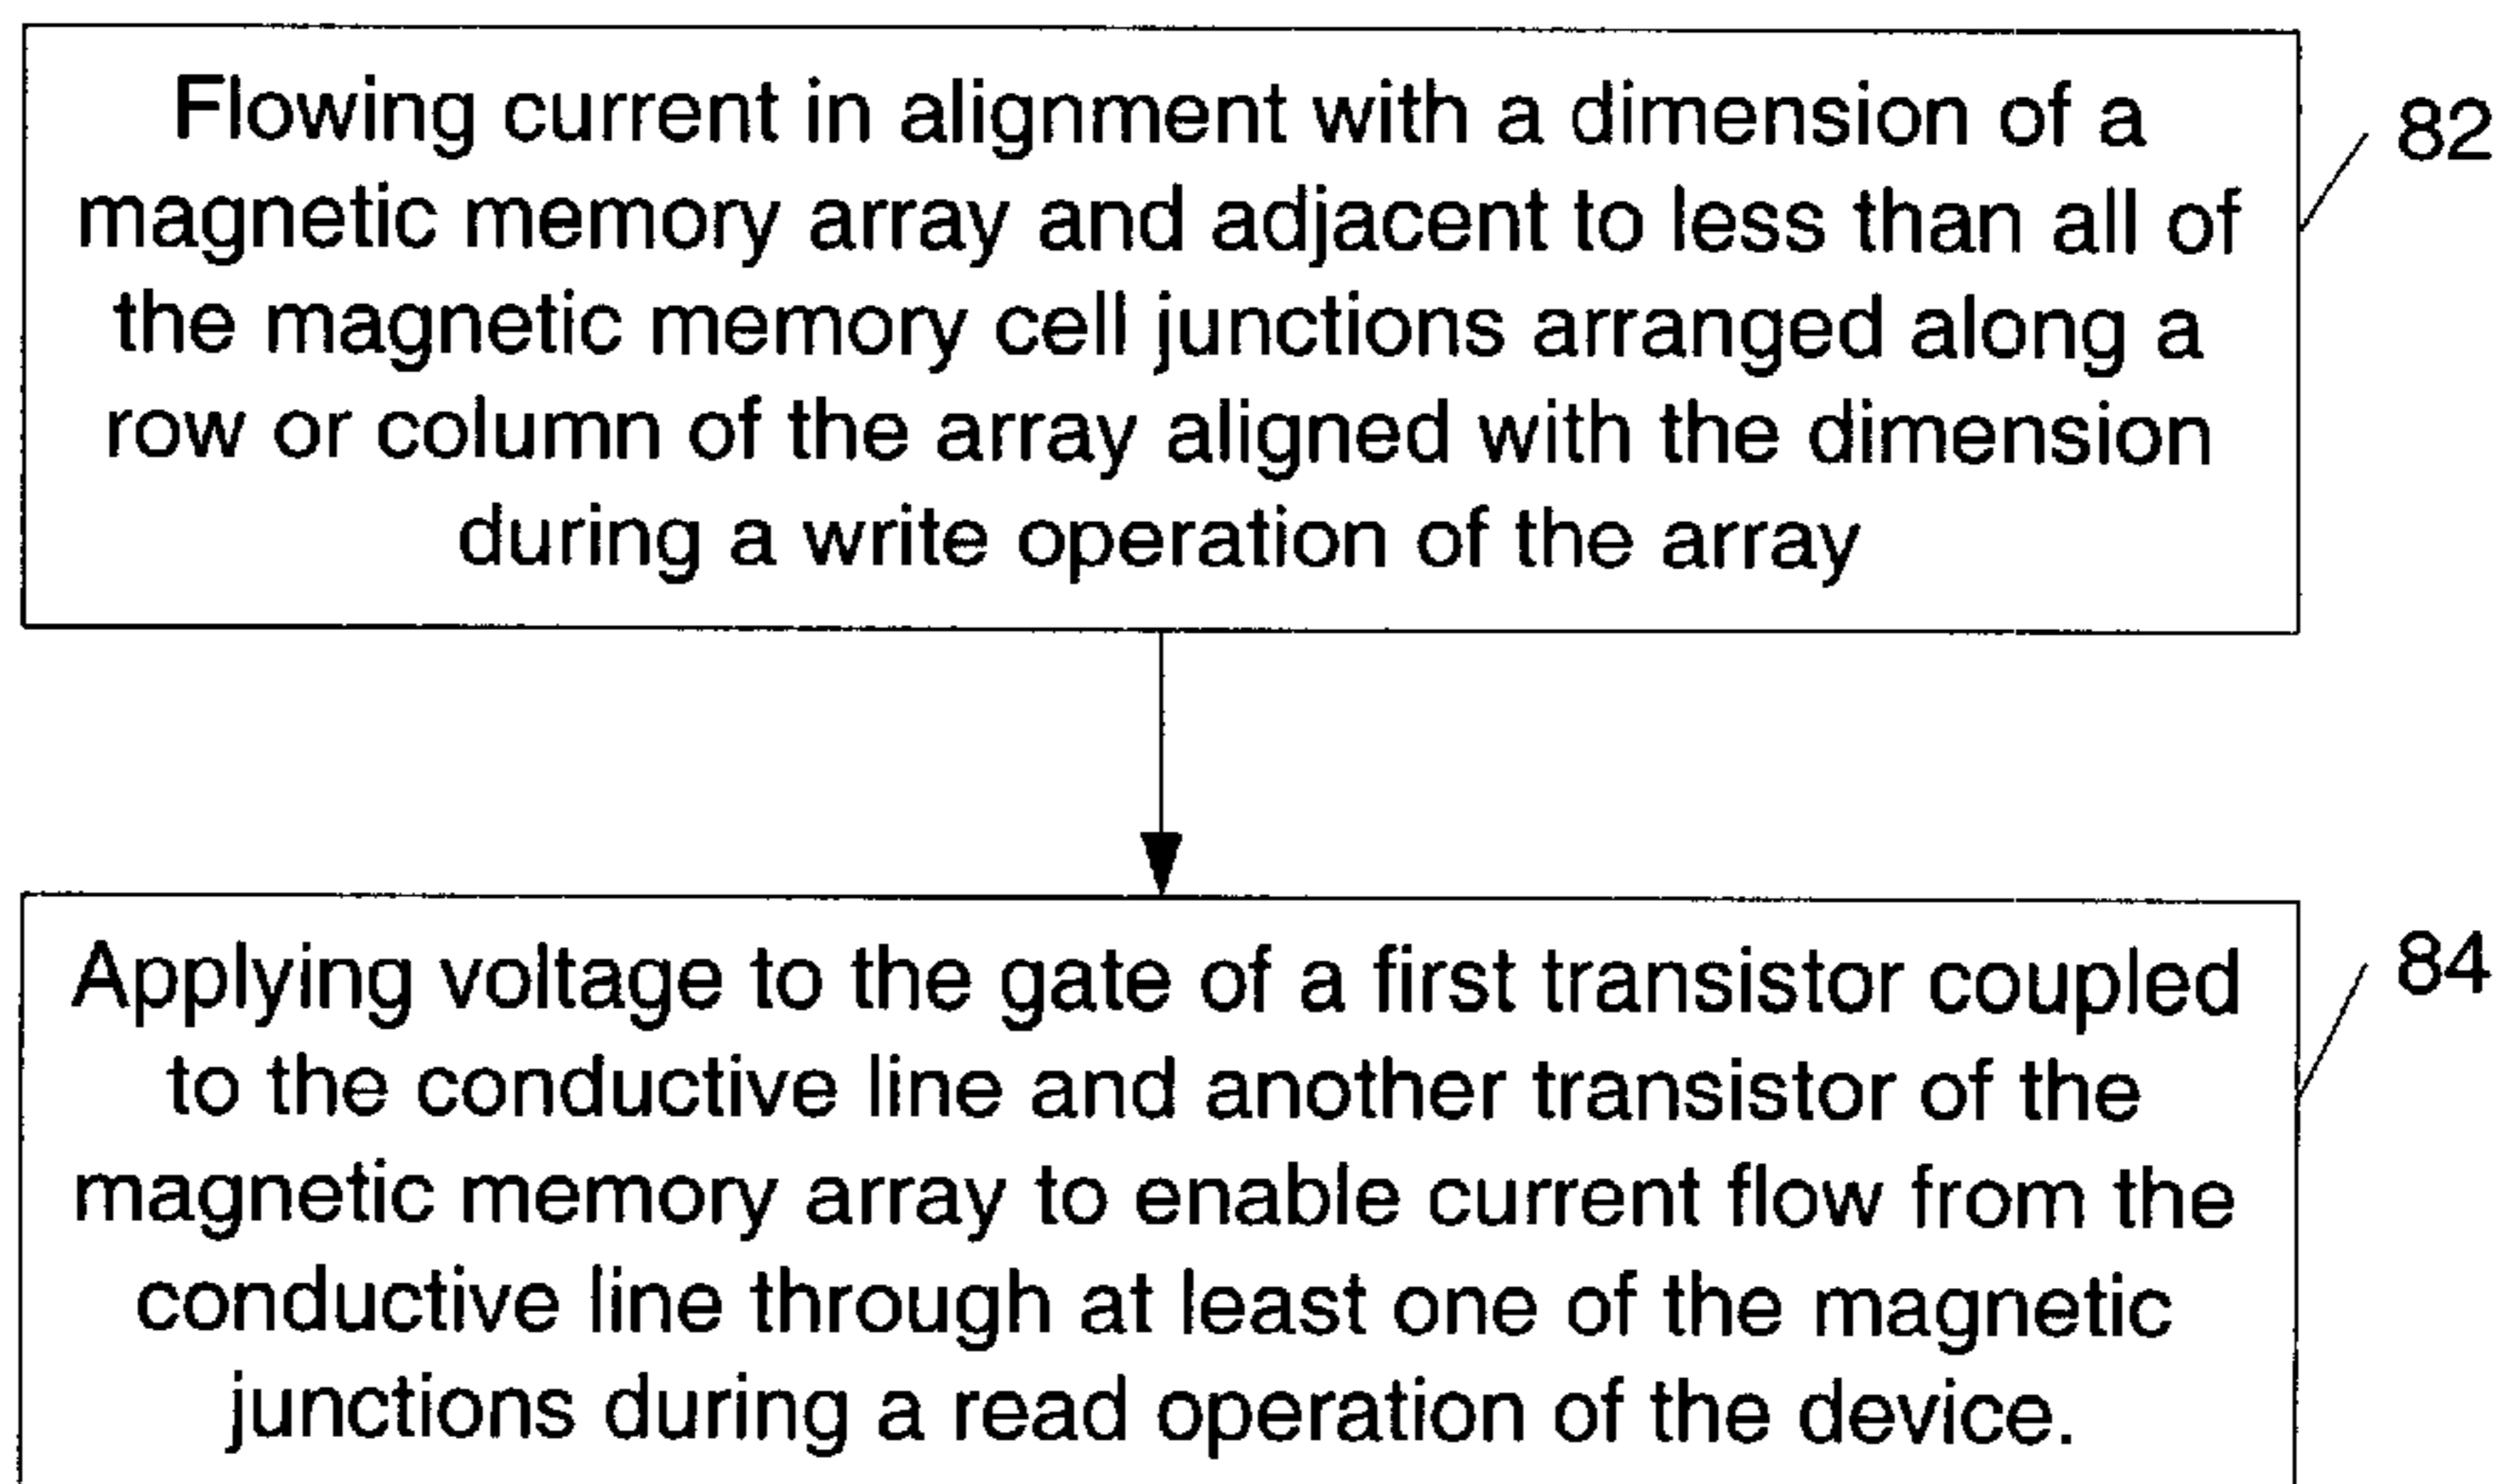 Flowing current in alignment with a dimension of a
magnetic memory array and adjacent to less than all of
the magnetic memory cell junctions arranged along a
row or column of the array aligned with the dimension
during a write operation of the array
82
Applying voltage to the gate of a first transistor coupled
to the conductive line and another transistor of the
magnetic memory array to enable current flow from the
conductive line through at least one of the magnetic
junctions during a read operation of the device.
84